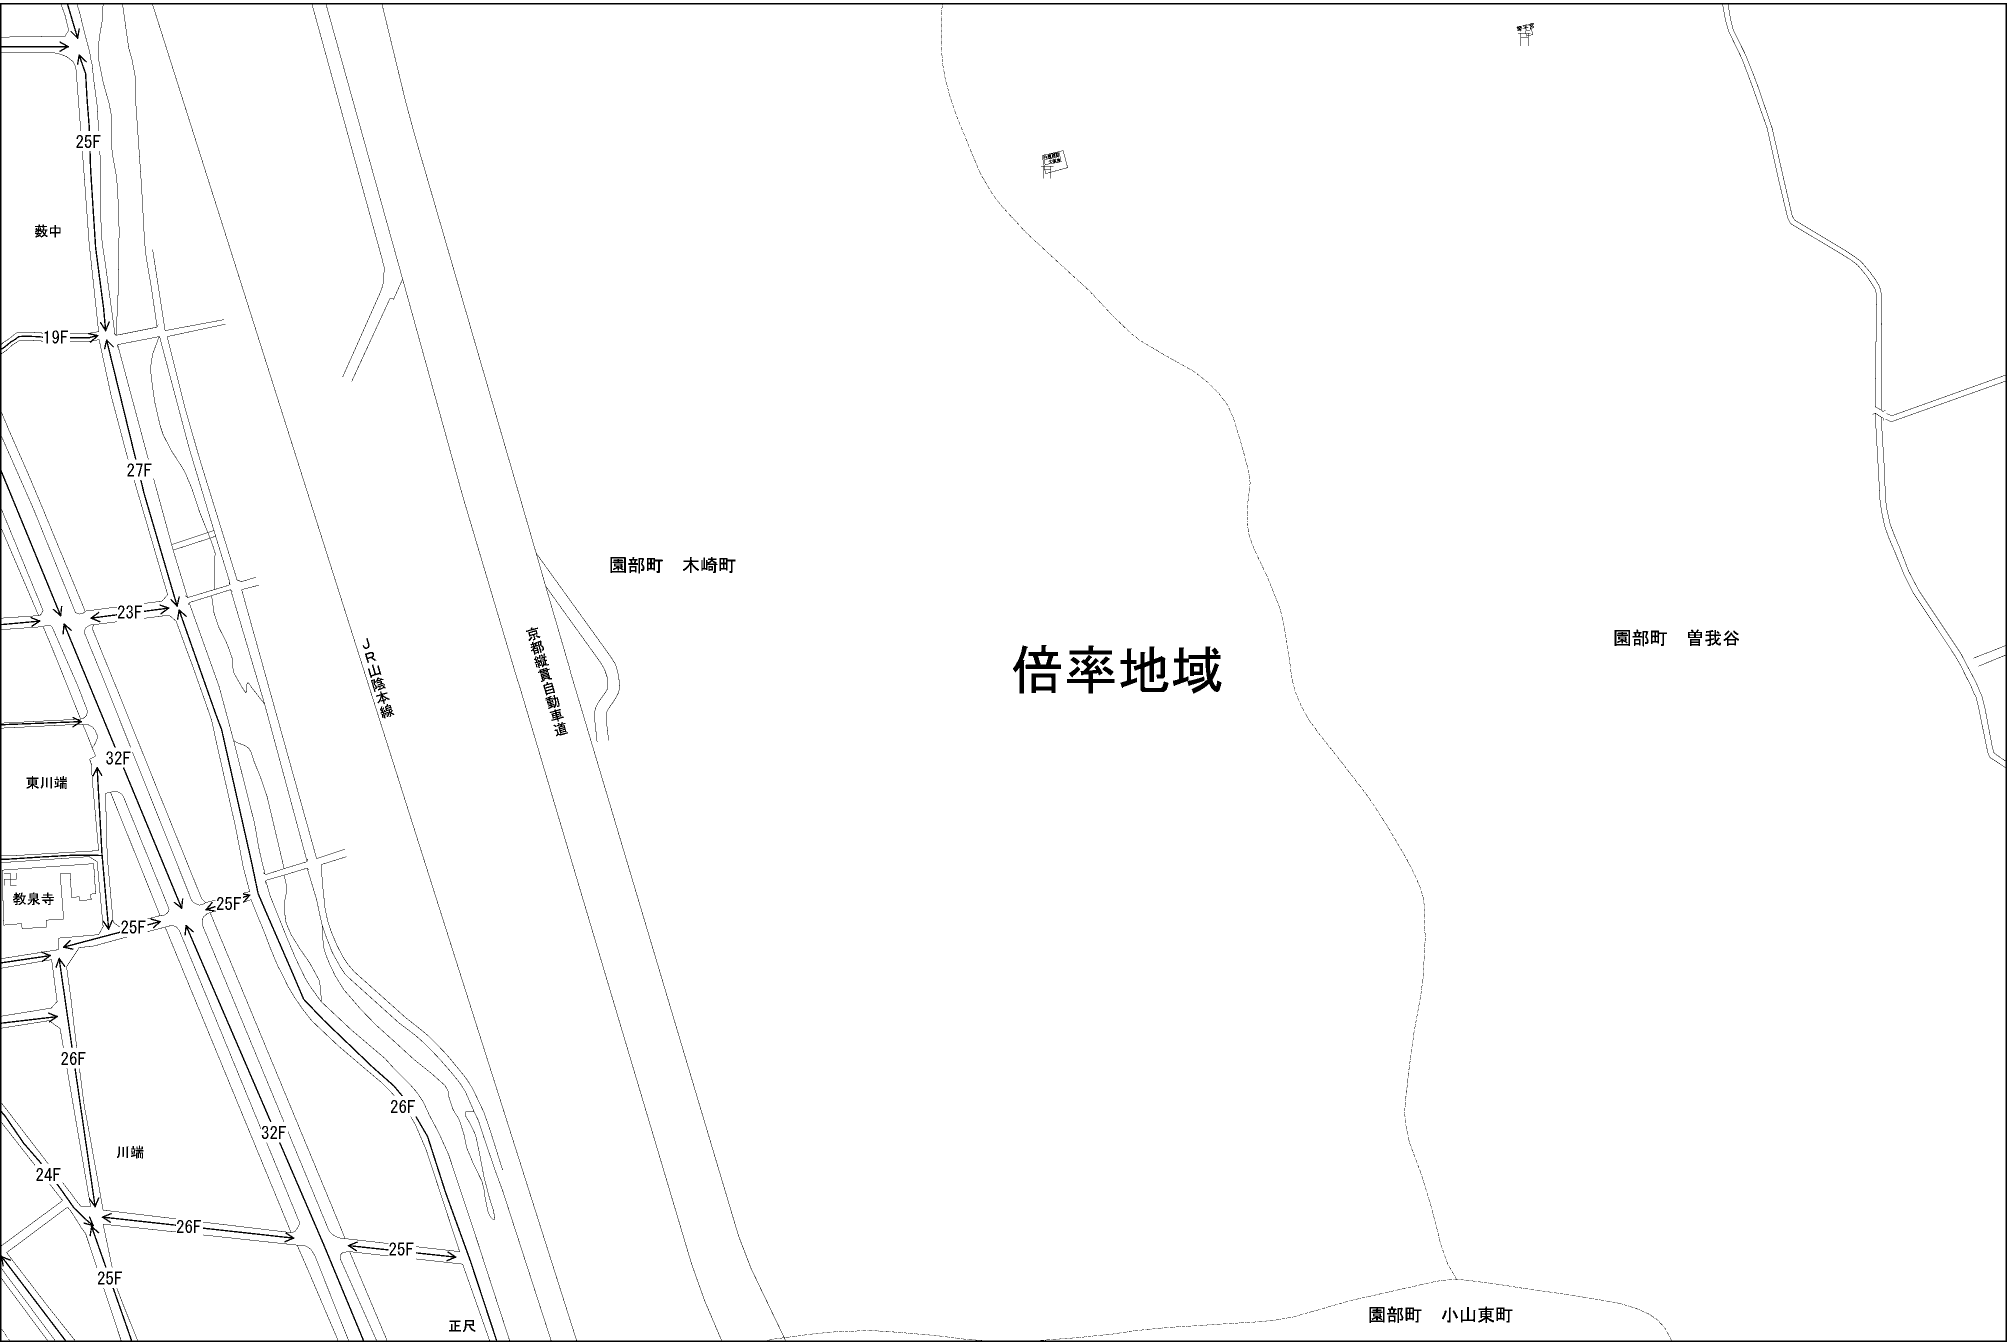 25F
藪中
19F
27F
園部町　木崎町
23F
京都縦貫自動車道
JR山陰本線
倍率地域
園部町　曽我谷
32F
東川端
教泉寺
25F
25F
26F
26F
32F
川端
24F
26F
25F
25F
園部町　小山東町
正尺